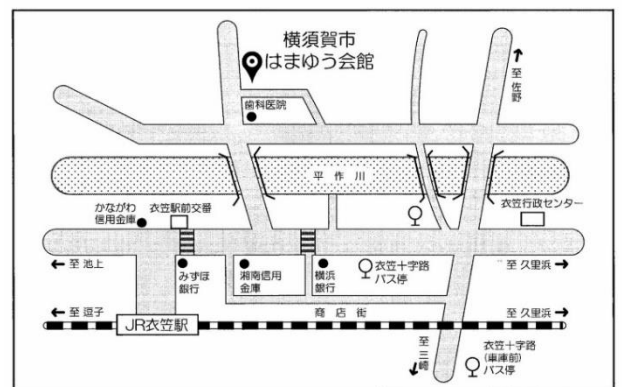 横須賀市
はまゆう会館
歯科医院
↑
至
佐
野
平作川
かながわ
信用金庫
衣笠駅前交番
衣笠行政センター
← 至 池上
みずほ
銀行
湘南信用
金庫
横浜
銀行
衣笠十字路
バス停
至 久里浜 →
← 至 逗子
商店街
至 久里浜 →
JR衣笠駅
至
三
崎
↓
衣笠十字路
(車庫前)
バス停